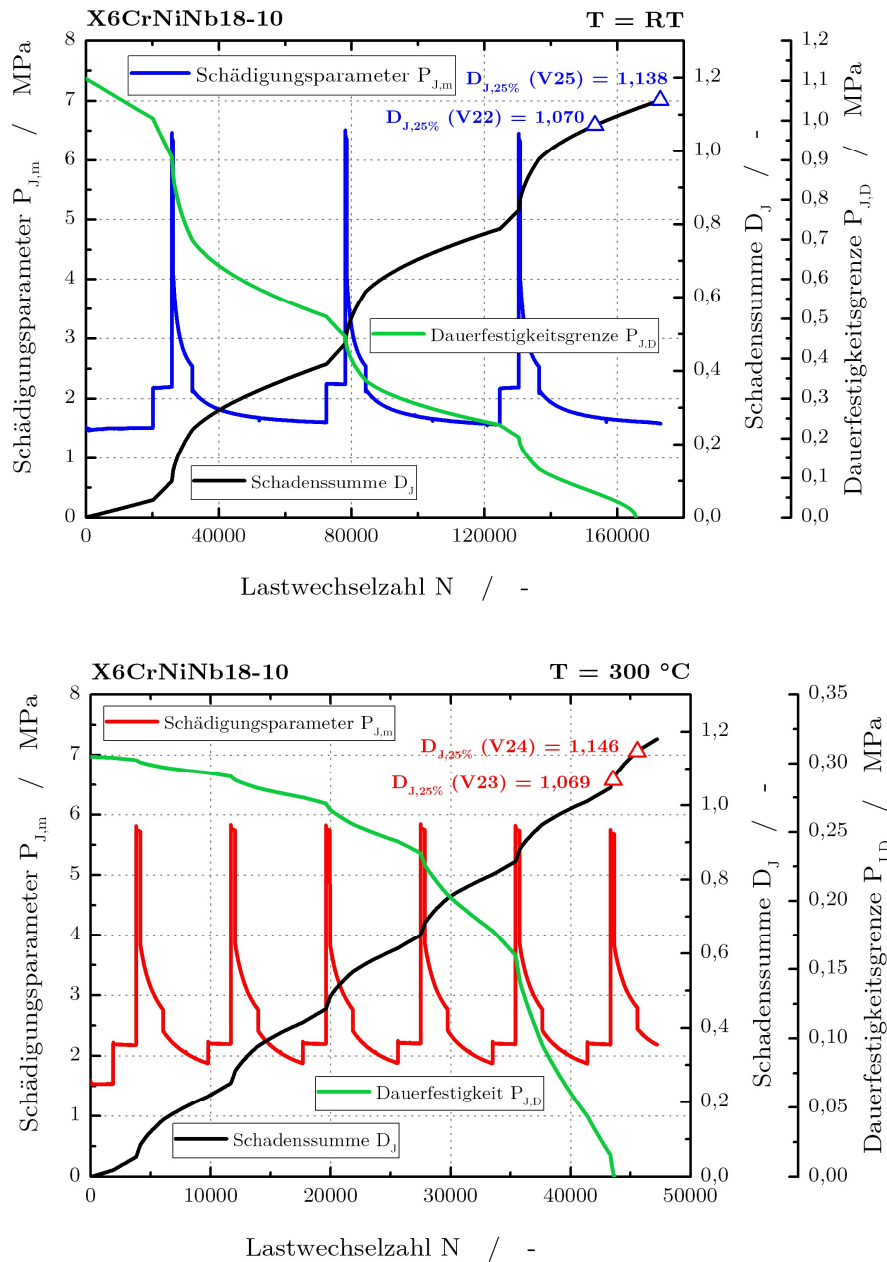 X6CrNiNb18-10 T = RT
Schädigungsparameter P_J,m / MPa
8
7
6
5
4
3
2
1
0
Schädigungsparameter P_J,m
D_J,25% (V25) = 1,138
D_J,25% (V22) = 1,070
Dauerfestigkeitsgrenze P_J,D
Schadenssumme D_J
0 40000 80000 120000 160000
Lastwechselzahl N / -
1,2
1,0
0,8
0,6
0,4
0,2
0,0
Schadenssumme D_J / -
1,2
1,1
1,0
0,9
0,8
0,7
0,6
0,5
0,4
0,3
0,2
0,1
0,0
Dauerfestigkeitsgrenze P_J,D / MPa
X6CrNiNb18-10 T = 300 °C
Schädigungsparameter P_J,m / MPa
8
7
6
5
4
3
2
1
0
Schädigungsparameter P_J,m
D_J,25% (V24) = 1,146
D_J,25% (V23) = 1,069
Dauerfestigkeit P_J,D
Schadenssumme D_J
0 10000 20000 30000 40000 50000
Lastwechselzahl N / -
1,2
1,0
0,8
0,6
0,4
0,2
0,0
Schadenssumme D_J / -
0,35
0,30
0,25
0,20
0,15
0,10
0,05
0,00
Dauerfestigkeitsgrenze P_J,D / MPa